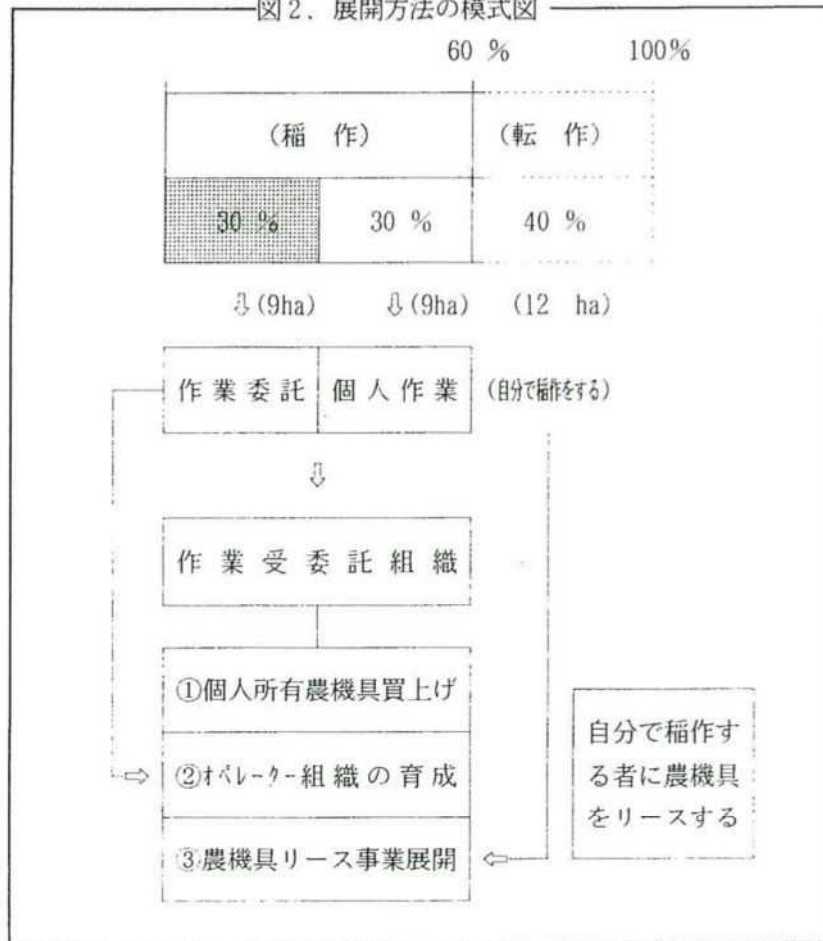 図2．展開方法の模式図
60 % 100%
(稲 作) (転 作)
30 % 30 % 40 %
⇩(9ha) ⇩(9ha) (12 ha)
作業委託 個人作業 (自分で稲作をする)
⇩
作業受委託組織
①個人所有農機具買上げ
⇨ ②ｵﾍﾟﾚｰﾀｰ組織の育成
③農機具リース事業展開 ⇦
自分で稲作す
る者に農機具
をリースする